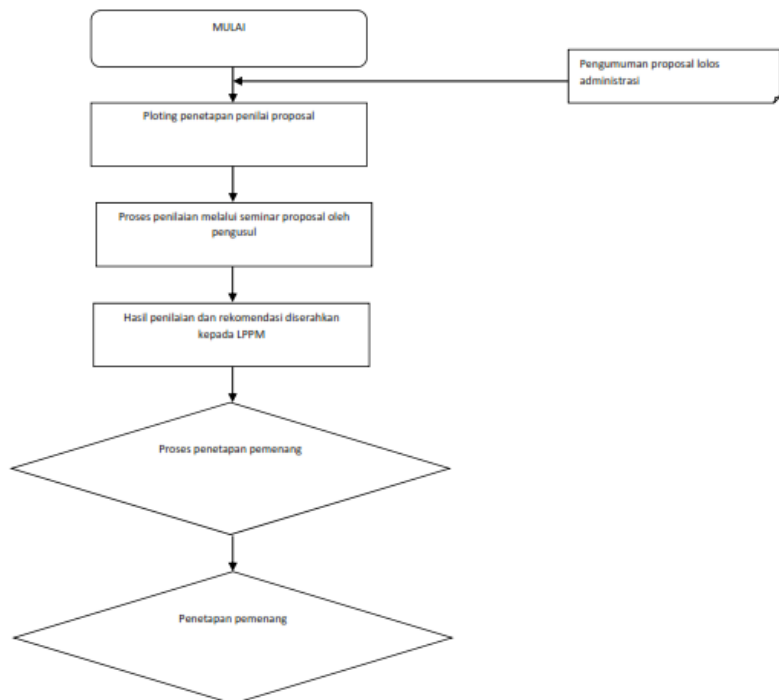 MULAI
Pengumuman proposal lolos
administrasi
Ploting penetapan penilai proposal
Proses penilaian melalui seminar proposal oleh
pengusul
Hasil penilaian dan rekomendasi diserahkan
kepada LPPM
Proses penetapan pemenang
Penetapan pemenang